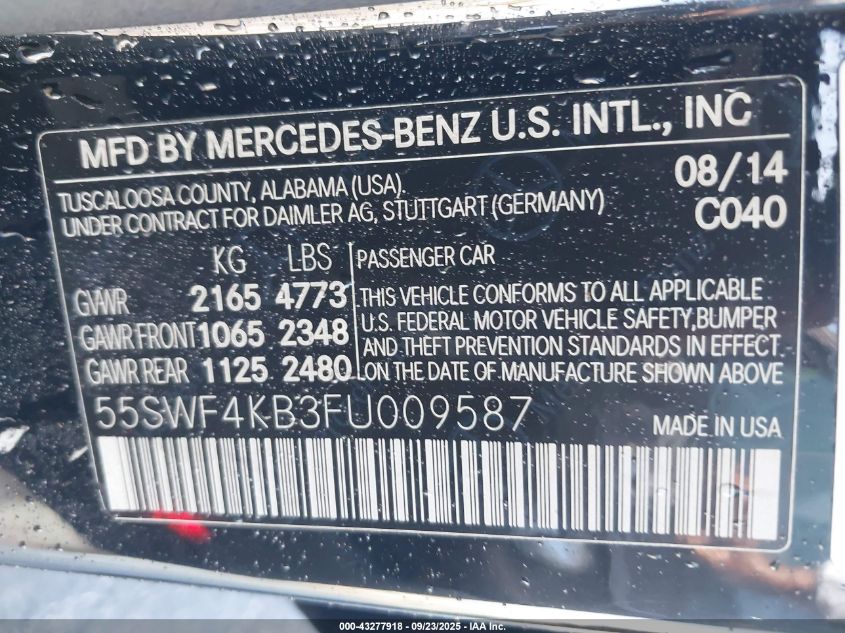 MFD BY MERCEDES-BENZ U.S. INTL., INC
TUSCALOOSA COUNTY, ALABAMA (USA). 08/14
UNDER CONTRACT FOR DAIMLER AG, STUTTGART (GERMANY) C040
KG LBS PASSENGER CAR
GVWR 2165 4773 THIS VEHICLE CONFORMS TO ALL APPLICABLE
GAWR FRONT 1065 2348 U.S. FEDERAL MOTOR VEHICLE SAFETY, BUMPER
AND THEFT PREVENTION STANDARDS IN EFFECT
GAWR REAR 1125 2480 ON THE DATE OF MANUFACTURE SHOWN ABOVE.
55SWF4KB3FU009587 MADE IN USA
000-43277918 - 09/23/2025 - IAA Inc.